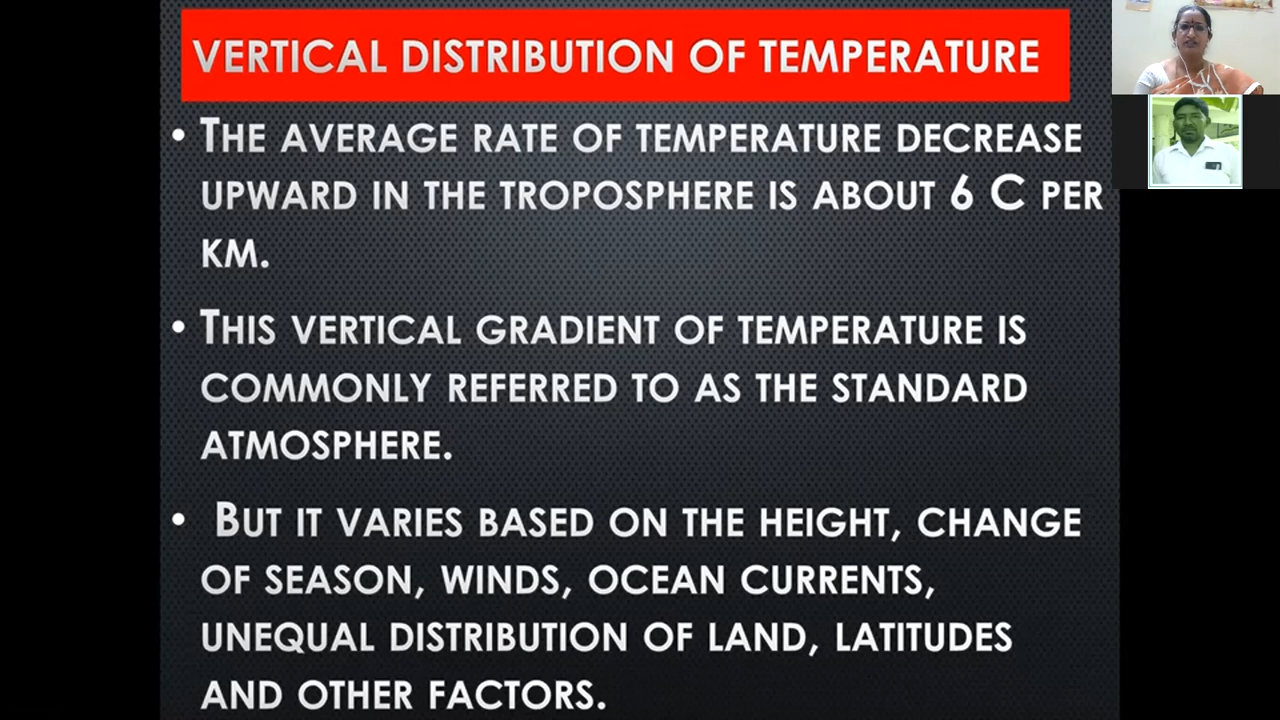 VERTICAL DISTRIBUTION OF TEMPERATURE
• THE AVERAGE RATE OF TEMPERATURE DECREASE
UPWARD IN THE TROPOSPHERE IS ABOUT 6 C PER
KM.
• THIS VERTICAL GRADIENT OF TEMPERATURE IS
COMMONLY REFERRED TO AS THE STANDARD
ATMOSPHERE.
• BUT IT VARIES BASED ON THE HEIGHT, CHANGE
OF SEASON, WINDS, OCEAN CURRENTS,
UNEQUAL DISTRIBUTION OF LAND, LATITUDES
AND OTHER FACTORS.